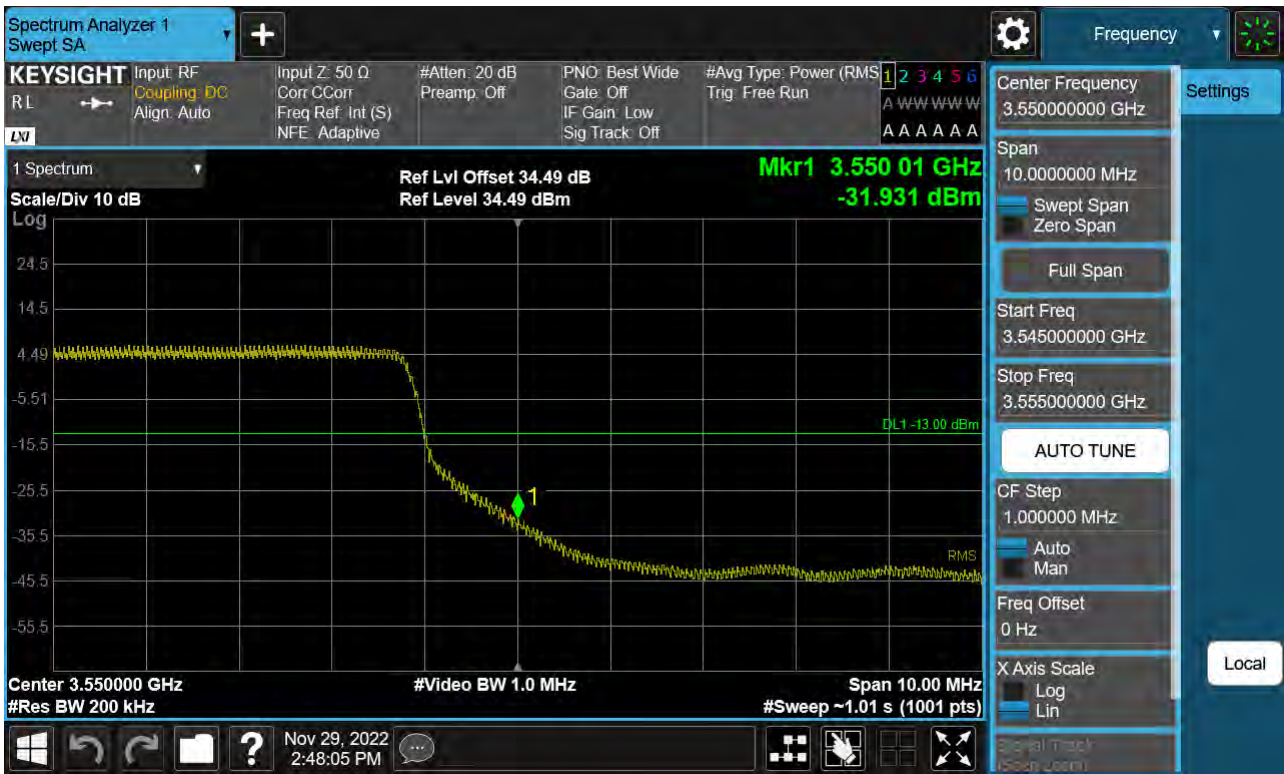 Spectrum Analyzer 1
Swept SA
Frequency
KEYSIGHT
RL
LXI
Input: RF
Coupling: DC
Align: Auto
Input Z: 50 Ω
Corr CCorr
Freq Ref: Int (S)
NFE: Adaptive
#Atten: 20 dB
Preamp: Off
PNO: Best Wide
Gate: Off
IF Gain: Low
Sig Track: Off
#Avg Type: Power (RMS
Trig: Free Run
1 2 3 4 5 6
A W W W W W
A A A A A A
1 Spectrum
Scale/Div 10 dB
Ref Lvl Offset 34.49 dB
Ref Level 34.49 dBm
Mkr1 3.550 01 GHz
-31.931 dBm
Log
24.5
14.5
4.49
-5.51
-15.5
-25.5
-35.5
-45.5
-55.5
DL1 -13.00 dBm
1
RMS
Center 3.550000 GHz
#Res BW 200 kHz
#Video BW 1.0 MHz
Span 10.00 MHz
#Sweep ~1.01 s (1001 pts)
Nov 29, 2022
2:48:05 PM
Center Frequency
3.550000000 GHz
Span
10.0000000 MHz
Swept Span
Zero Span
Full Span
Start Freq
3.545000000 GHz
Stop Freq
3.555000000 GHz
AUTO TUNE
CF Step
1.000000 MHz
Auto
Man
Freq Offset
0 Hz
X Axis Scale
Log
Lin
Signal Track
(Span Zoom)
Settings
Local